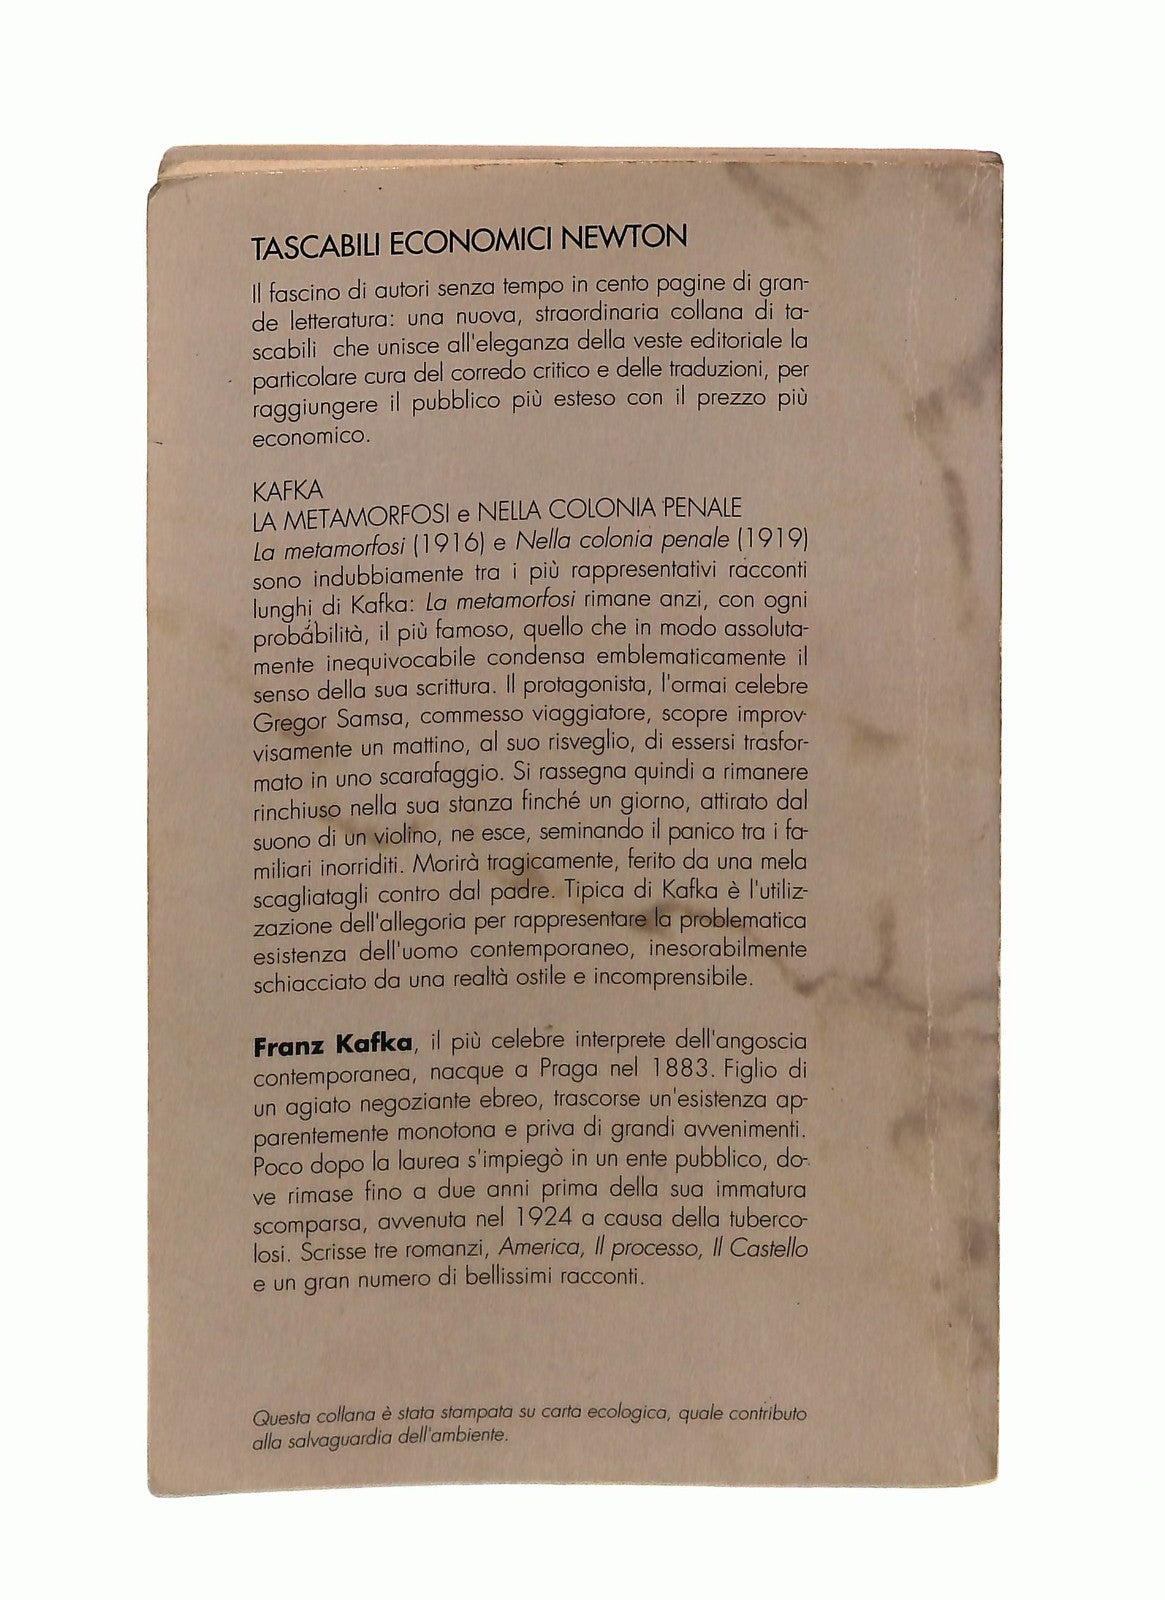 TASCABILI ECONOMICI NEWTON
Il fascino di autori senza tempo in cento pagine di gran-
de letteratura: una nuova, straordinaria collana di ta-
scabili che unisce all'eleganza della veste editoriale la
particolare cura del corredo critico e delle traduzioni, per
raggiungere il pubblico più esteso con il prezzo più
economico.
KAFKA
LA METAMORFOSI e NELLA COLONIA PENALE
La metamorfosi (1916) e Nella colonia penale (1919)
sono indubbiamente tra i più rappresentativi racconti
lunghi di Kafka: La metamorfosi rimane anzi, con ogni
probabilità, il più famoso, quello che in modo assoluta-
mente inequivocabile condensa emblematicamente il
senso della sua scrittura. Il protagonista, l'ormai celebre
Gregor Samsa, commesso viaggiatore, scopre improv-
visamente un mattino, al suo risveglio, di essersi trasfor-
mato in uno scarafaggio. Si rassegna quindi a rimanere
rinchiuso nella sua stanza finché un giorno, attirato dal
suono di un violino, ne esce, seminando il panico tra i fa-
miliari inorriditi. Morirà tragicamente, ferito da una mela
scagliatagli contro dal padre. Tipica di Kafka è l'utiliz-
zazione dell'allegoria per rappresentare la problematica
esistenza dell'uomo contemporaneo, inesorabilmente
schiacciato da una realtà ostile e incomprensibile.
Franz Kafka, il più celebre interprete dell'angoscia
contemporanea, nacque a Praga nel 1883. Figlio di
un agiato negoziante ebreo, trascorse un'esistenza ap-
parentemente monotona e priva di grandi avvenimenti.
Poco dopo la laurea s'impiegò in un ente pubblico, do-
ve rimase fino a due anni prima della sua immatura
scomparsa, avvenuta nel 1924 a causa della tuberco-
losi. Scrisse tre romanzi, America, Il processo, Il Castello
e un gran numero di bellissimi racconti.
Questa collana è stata stampata su carta ecologica, quale contributo
alla salvaguardia dell'ambiente.